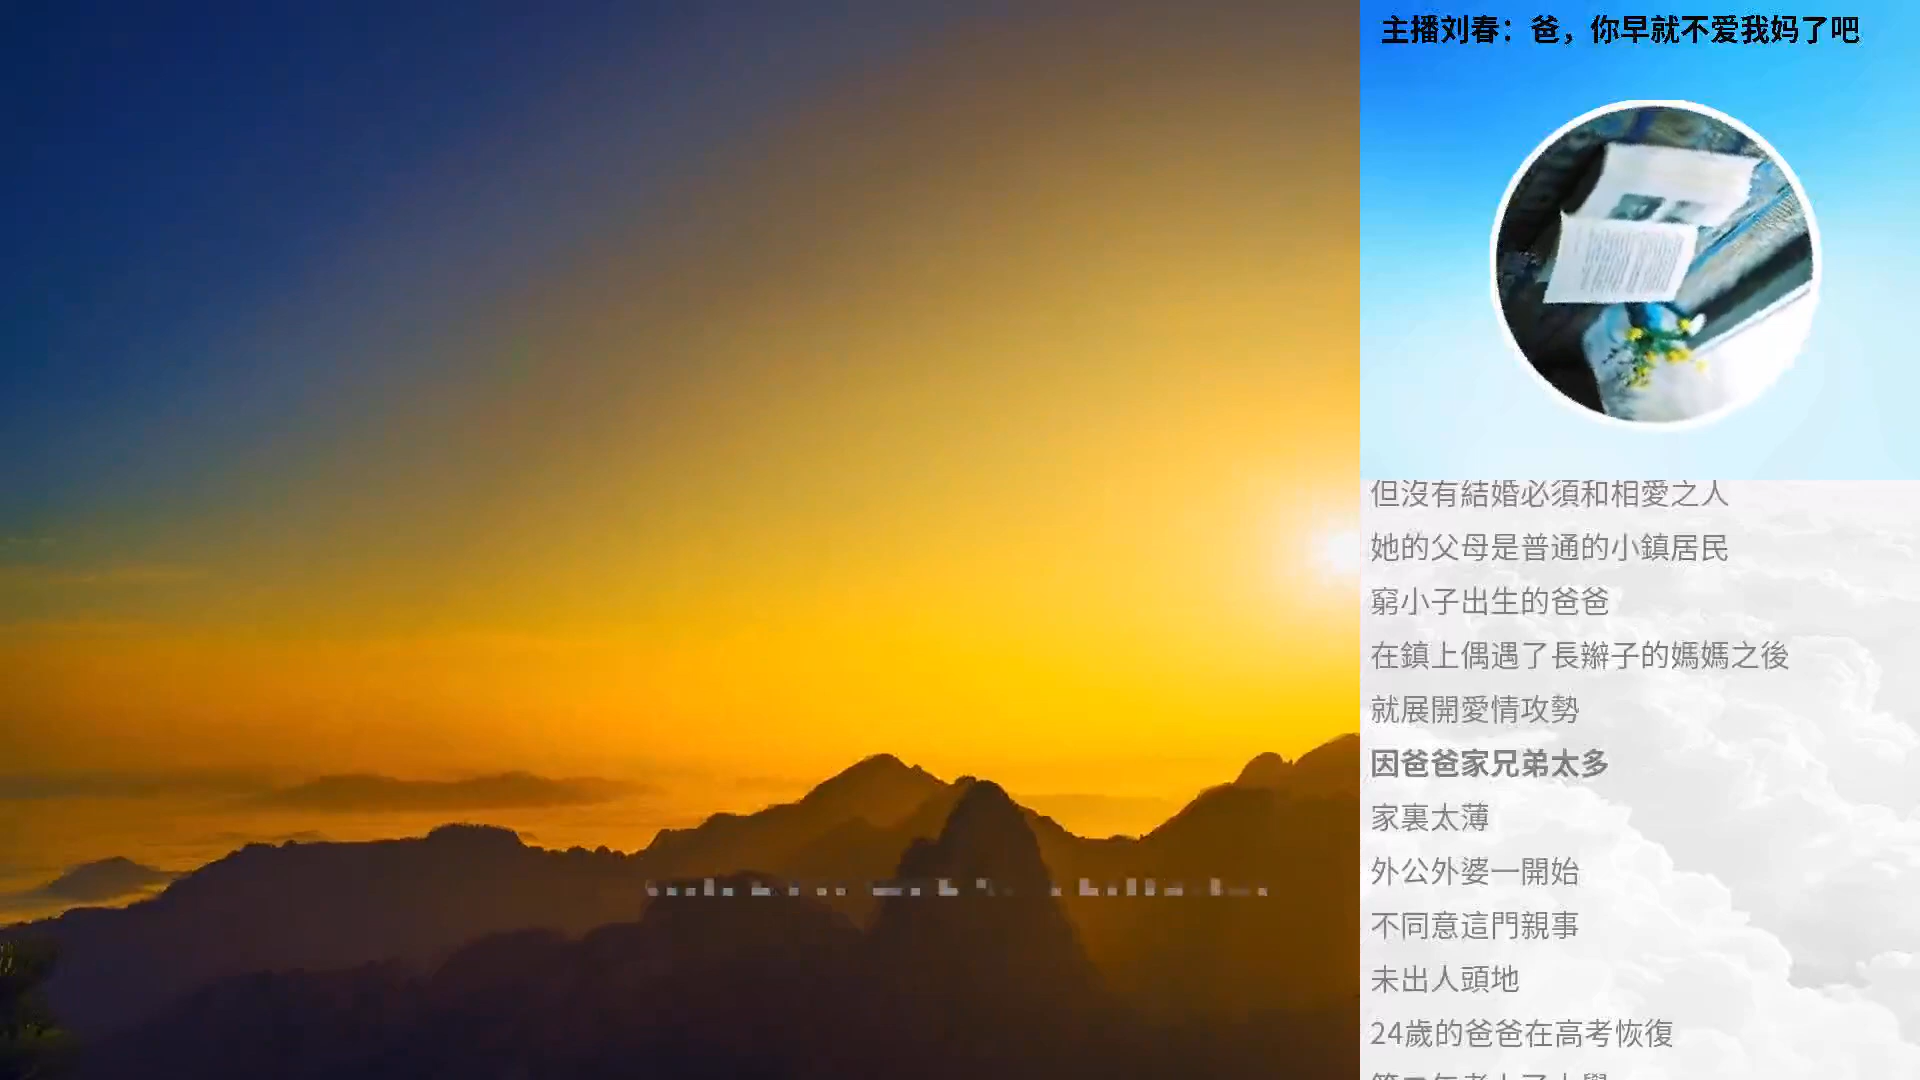 主播刘春：爸，你早就不爱我妈了吧
但沒有結婚必須和相愛之人
她的父母是普通的小鎮居民
窮小子出生的爸爸
在鎮上偶遇了長辮子的媽媽之後
就展開愛情攻勢
因爸爸家兄弟太多
家裏太薄
外公外婆一開始
不同意這門親事
未出人頭地
24歲的爸爸在高考恢復